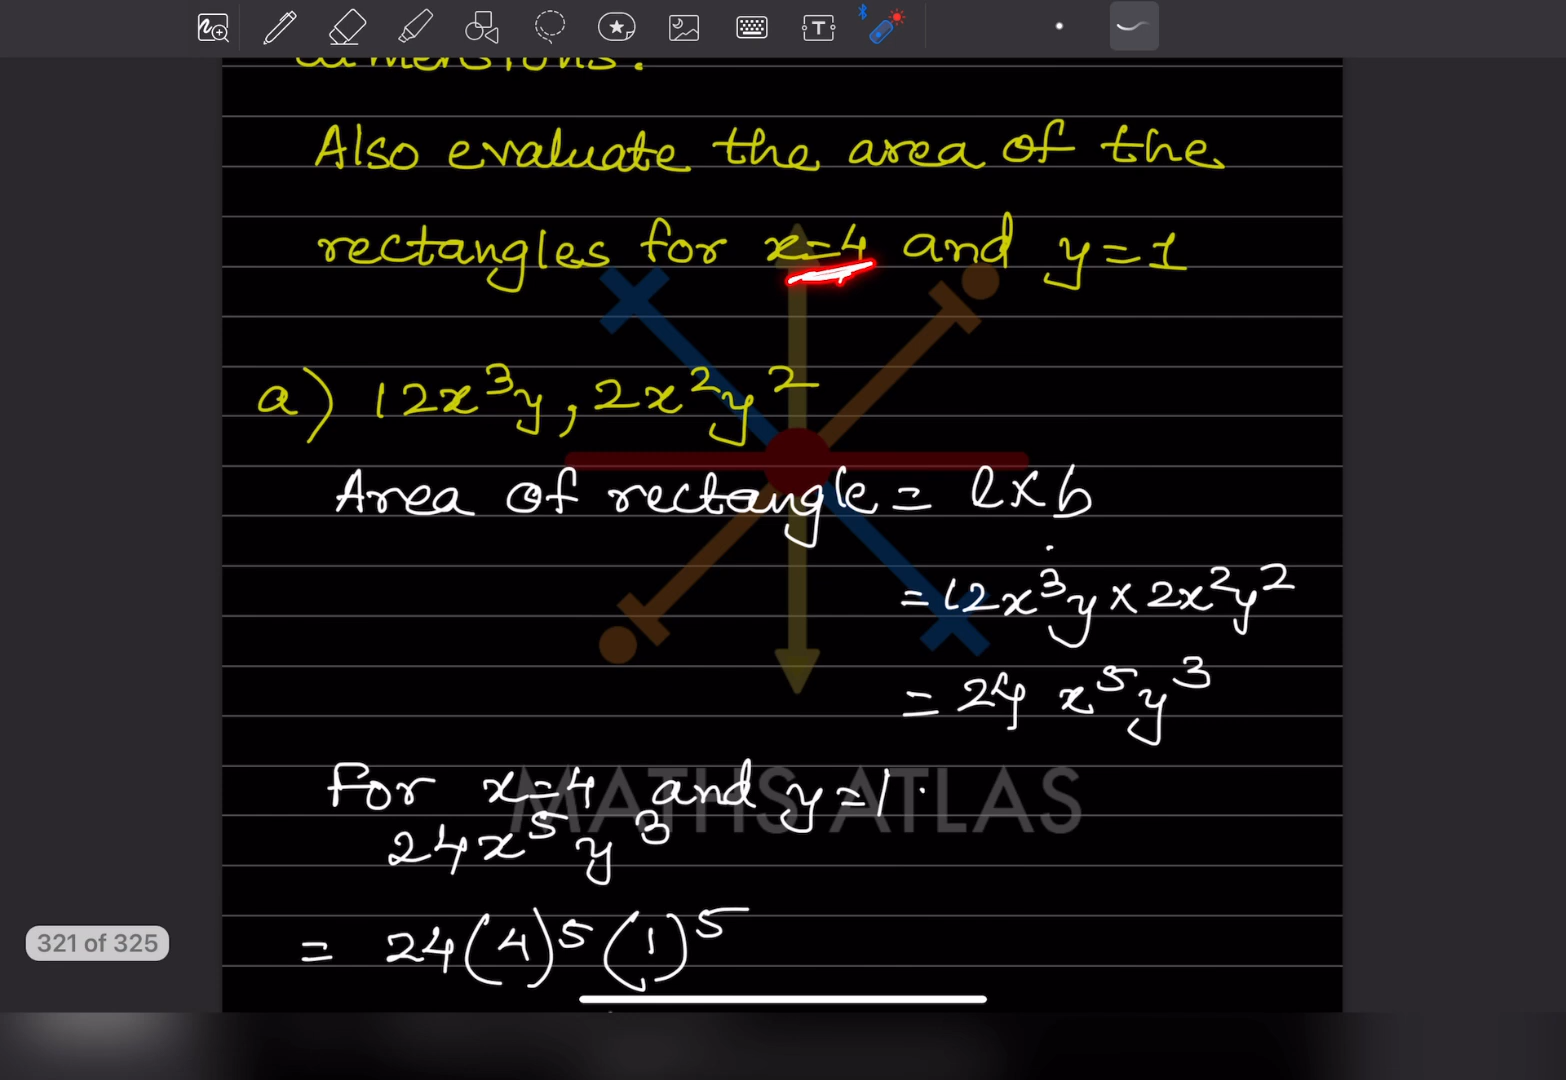 dimensions.
Also evaluate the area of the
rectangles for x=4 and y=1
a) 12x³y, 2x²y²
Area of rectangle = l×b
= 12x³y × 2x²y²
= 24 x⁵y³
For x=4 and y=1.
MATHS ATLAS
24x⁵y³
= 24(4)⁵(1)⁵
321 of 325